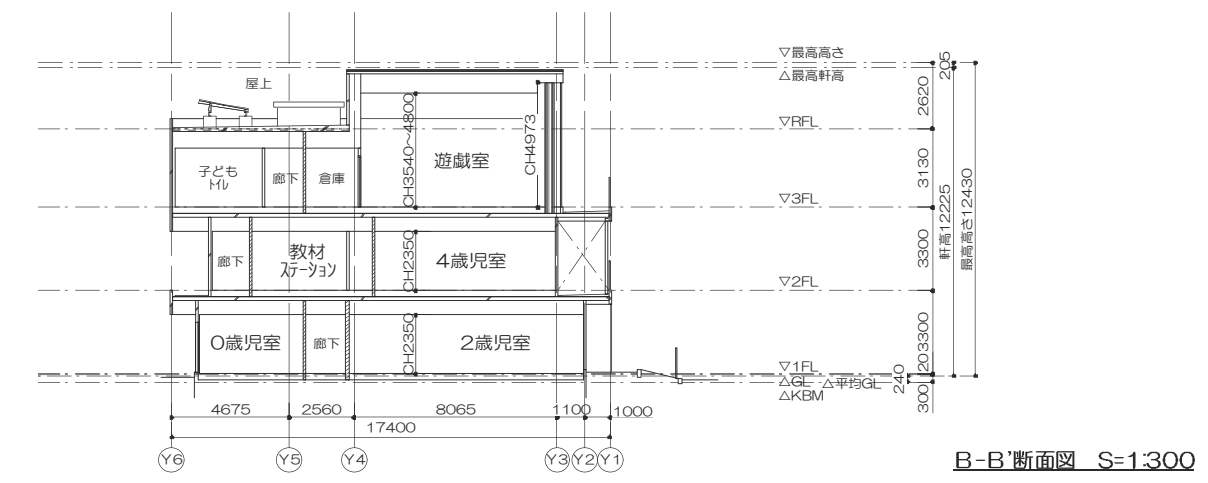 ▽最高高さ
△最高軒高
205
屋上
2620
▽RFL
CH3540～4800
CH4973
遊戯室
子ども
トイレ
廊下
倉庫
3130
▽3FL
軒高12225
最高高さ12430
廊下
教材
ステーション
CH2350
4歳児室
3300
▽2FL
0歳児室
廊下
CH2350
2歳児室
3300
▽1FL
20
△GL △平均GL
240
△KBM
300
4675 2560 8065 1100 1000
17400
Y6 Y5 Y4 Y3 Y2 Y1
B-B'断面図 S=1:300